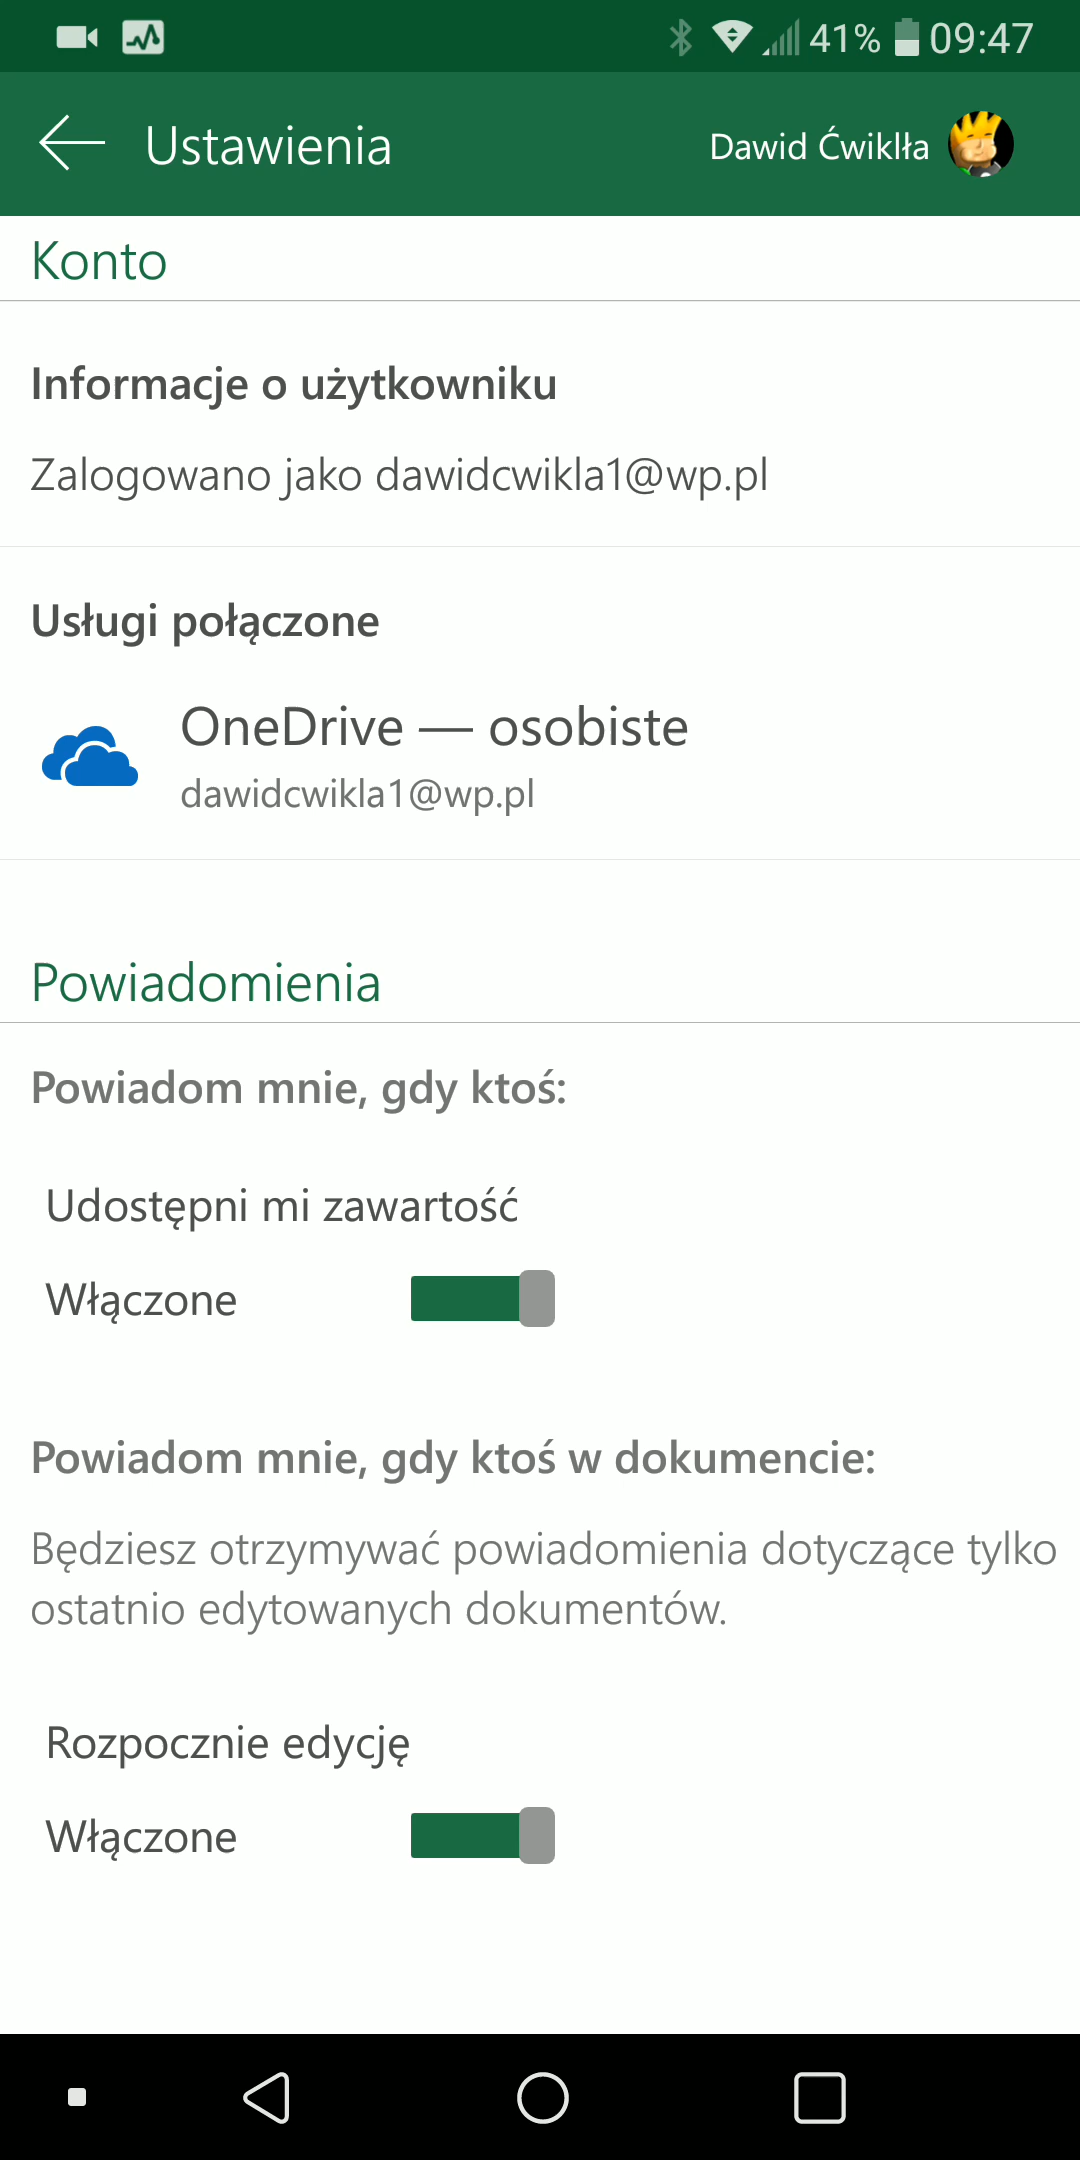 41% 09:47
Ustawienia Dawid Ćwiklła
Konto
Informacje o użytkowniku
Zalogowano jako dawidcwikla1@wp.pl
Usługi połączone
OneDrive — osobiste
dawidcwikla1@wp.pl
Powiadomienia
Powiadom mnie, gdy ktoś:
Udostępni mi zawartość
Włączone
Powiadom mnie, gdy ktoś w dokumencie:
Będziesz otrzymywać powiadomienia dotyczące tylko
ostatnio edytowanych dokumentów.
Rozpocznie edycję
Włączone